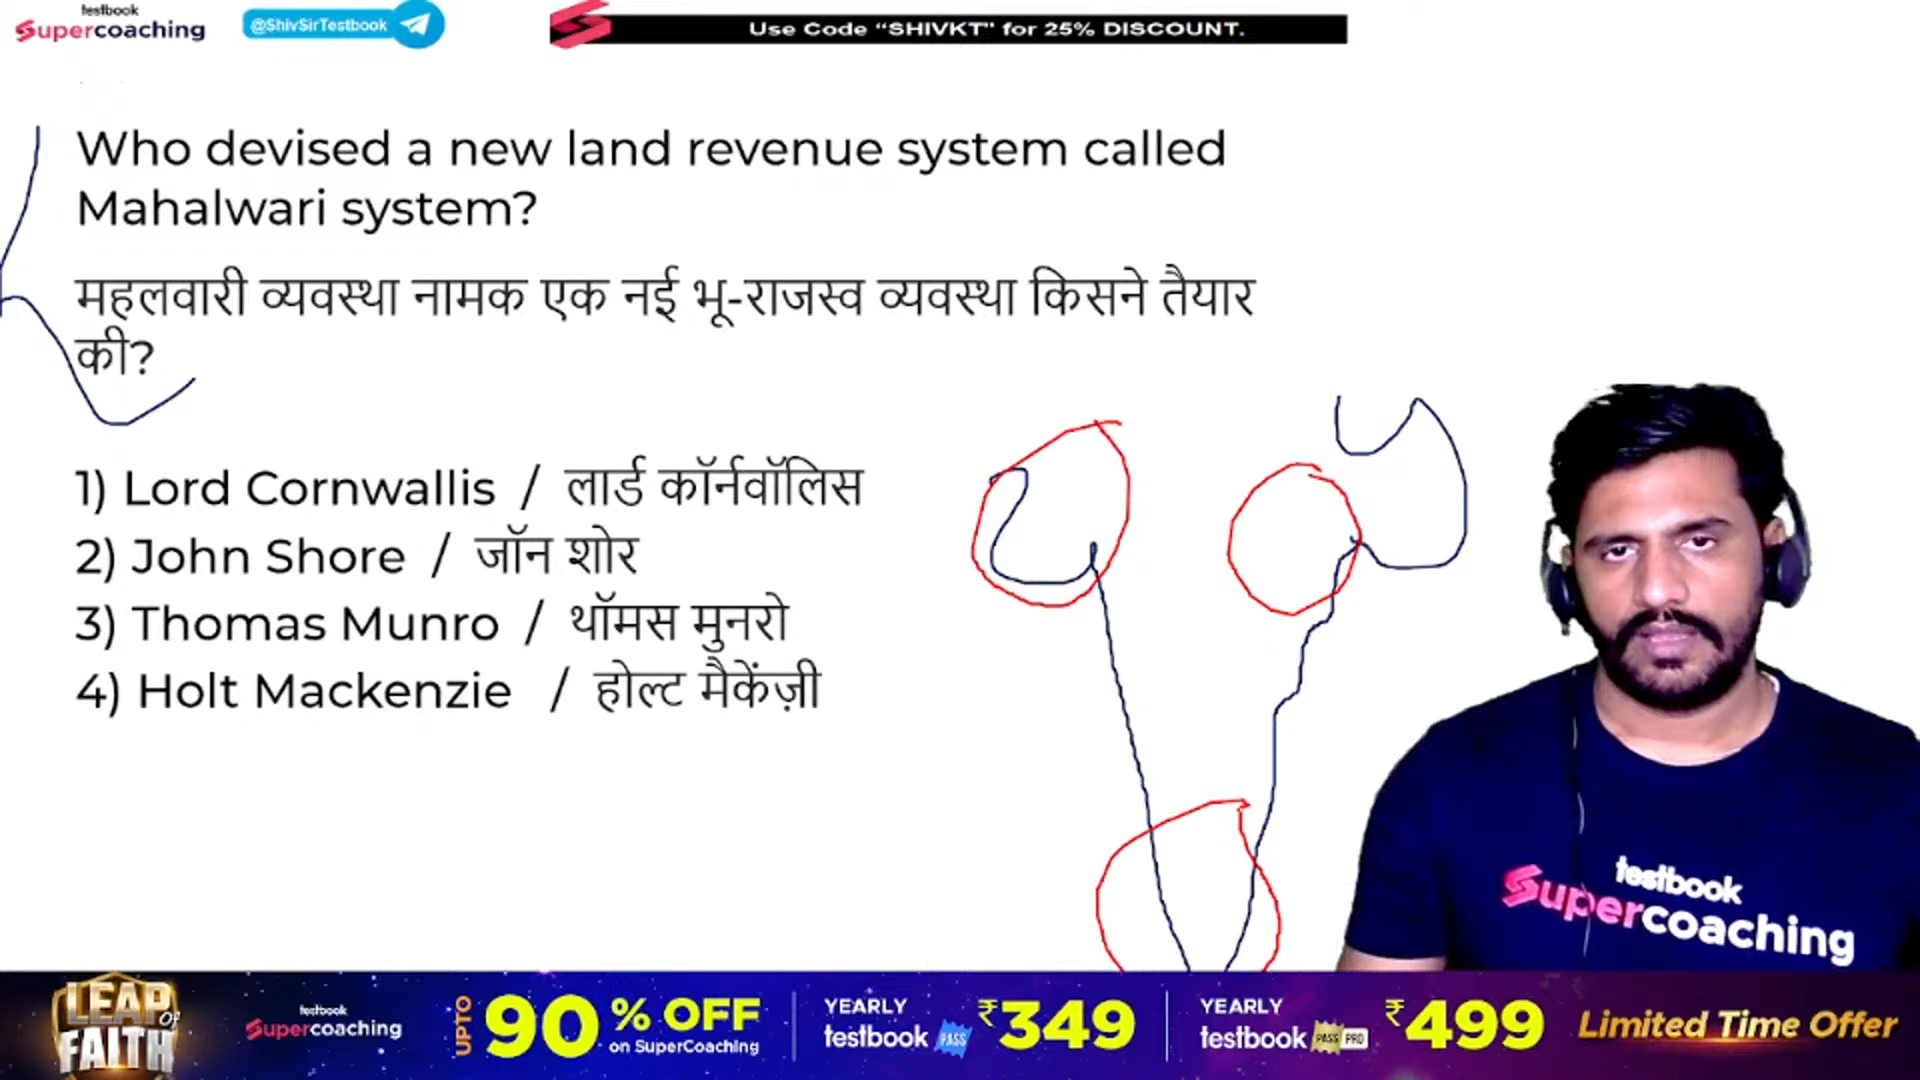 testbook
Supercoaching
@ShivSirTestbook
Use Code “SHIVKT" for 25% DISCOUNT.
Who devised a new land revenue system called
Mahalwari system?
महलवारी व्यवस्था नामक एक नई भू-राजस्व व्यवस्था किसने तैयार
की?
1) Lord Cornwallis / लार्ड कॉर्नवॉलिस
2) John Shore / जॉन शोर
3) Thomas Munro / थॉमस मुनरो
4) Holt Mackenzie / होल्ट मैकेंज़ी
testbook
Supercoaching
LEAP OF
FAITH
testbook
Supercoaching
UPTO 90% OFF
on SuperCoaching
YEARLY
testbook PASS
₹349
YEARLY
testbook PASS PRO
₹499
Limited Time Offer